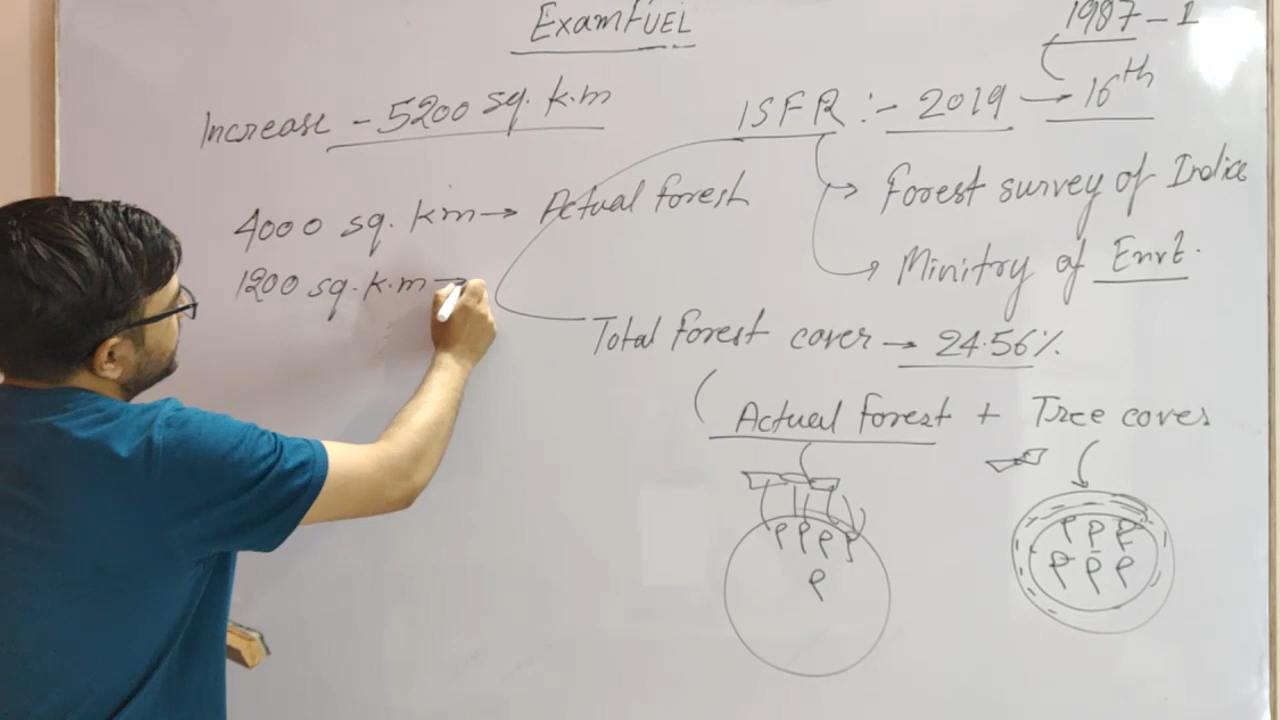 ExamFUEL
1987 - 1
Increase - 5200 sq. k.m
ISFR :- 2019 → 16th
4000 sq. km → Actual forest
Forest survey of India
1200 sq. k.m →
Minitry of Envt.
Total forest cover → 24.56%
Actual forest + Tree cover